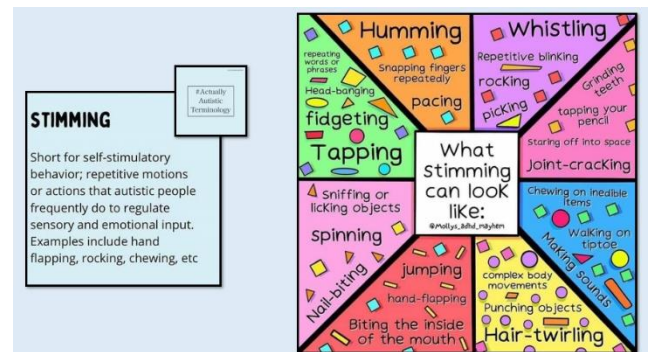 #Actually
Autistic
Terminology
STIMMING
Short for self-stimulatory
behavior; repetitive motions
or actions that autistic people
frequently do to regulate
sensory and emotional input.
Examples include hand
flapping, rocking, chewing, etc
What
stimming
can look
like:
@mollys_adhd_mayhem
Humming
Snapping fingers
repeatedly
pacing
Whistling
Repetitive blinking
rocking
picking
Grinding
teeth
tapping your
pencil
Staring off into space
Joint-cracking
Chewing on inedible
items
Walking on
tiptoe
Making sounds
complex body
movements
Punching objects
Hair-twirling
jumping
hand-flapping
Biting the inside
of the mouth
Sniffing or
licking objects
spinning
Nail-biting
repeating
words or
phrases
Head-banging
fidgeting
Tapping